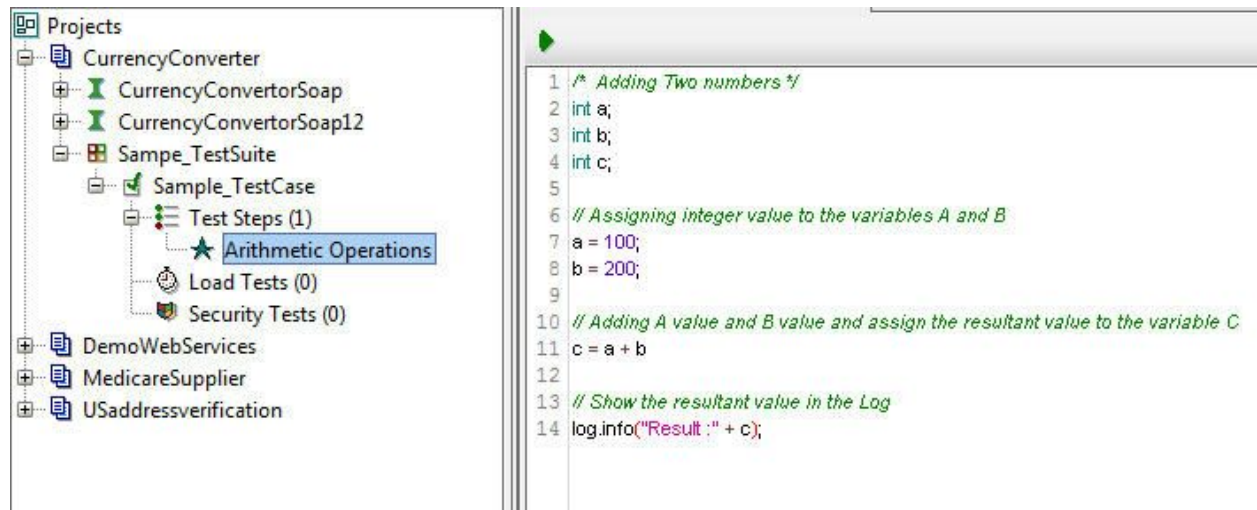 Projects
CurrencyConverter
CurrencyConvertorSoap
CurrencyConvertorSoap12
Sampe_TestSuite
Sample_TestCase
Test Steps (1)
Arithmetic Operations
Load Tests (0)
Security Tests (0)
DemoWebServices
MedicareSupplier
USaddressverification
1 /* Adding Two numbers */
2 int a;
3 int b;
4 int c;
5
6 // Assigning integer value to the variables A and B
7 a = 100;
8 b = 200;
9
10 // Adding A value and B value and assign the resultant value to the variable C
11 c = a + b
12
13 // Show the resultant value in the Log
14 log.info("Result :" + c);